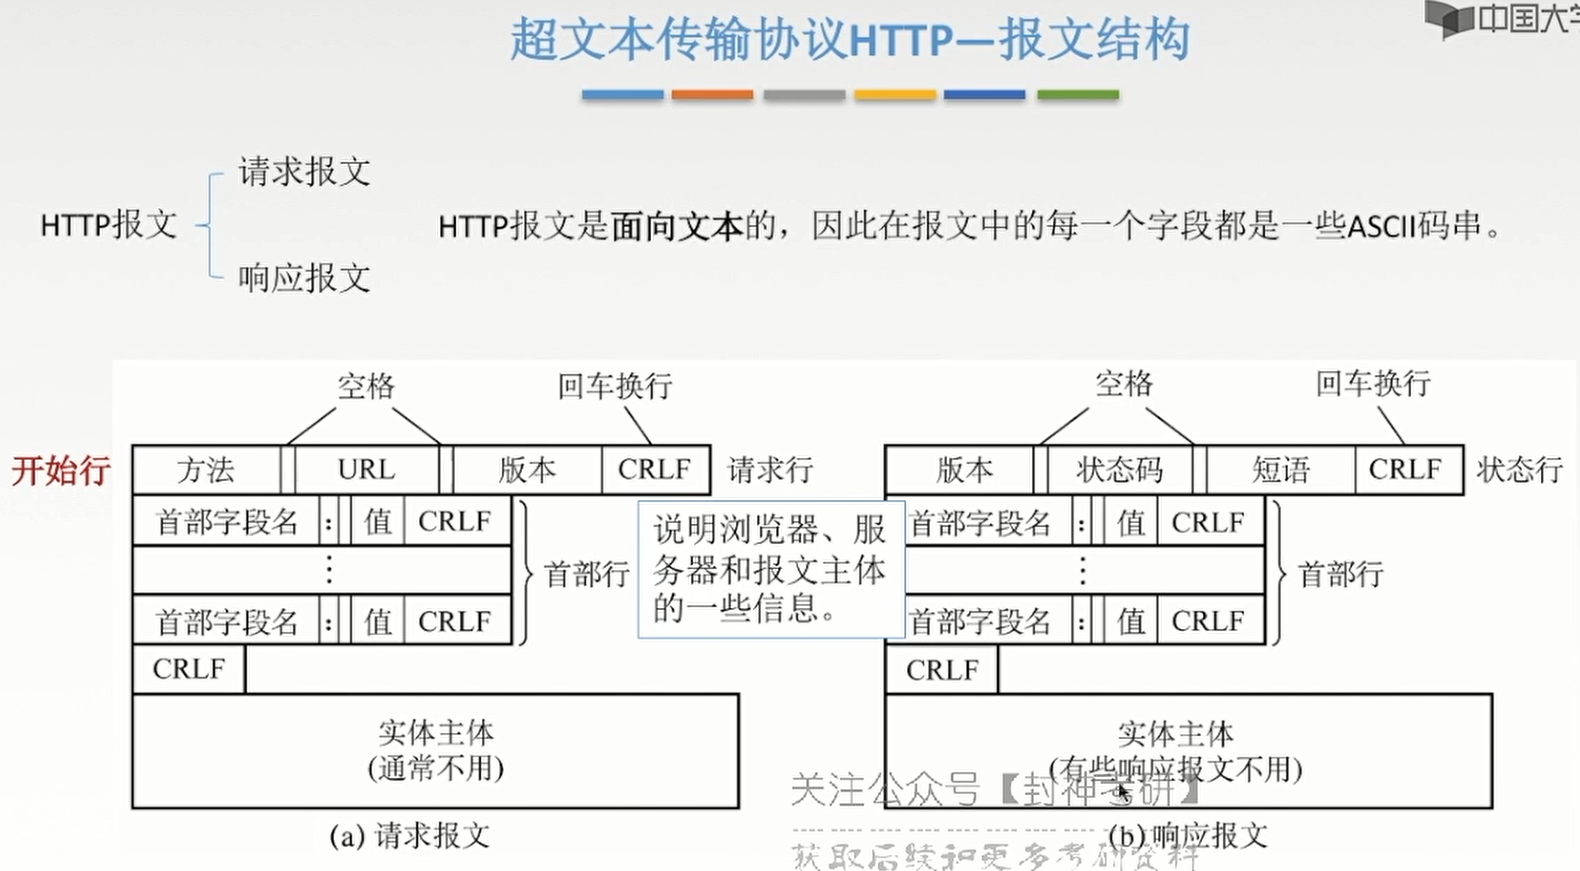 超文本传输协议HTTP—报文结构
中国大学
请求报文
HTTP报文
HTTP报文是面向文本的，因此在报文中的每一个字段都是一些ASCII码串。
响应报文
空格 回车换行
开始行 方法 URL 版本 CRLF 请求行
首部字段名 : 值 CRLF
⋮
首部行
首部字段名 : 值 CRLF
CRLF
实体主体
(通常不用)
(a) 请求报文
说明浏览器、服
务器和报文主体
的一些信息。
空格 回车换行
版本 状态码 短语 CRLF 状态行
首部字段名 : 值 CRLF
⋮
首部行
首部字段名 : 值 CRLF
CRLF
实体主体
(有些响应报文不用)
(b) 响应报文
关注公众号【封神考研】
获取后续和更多考研资料